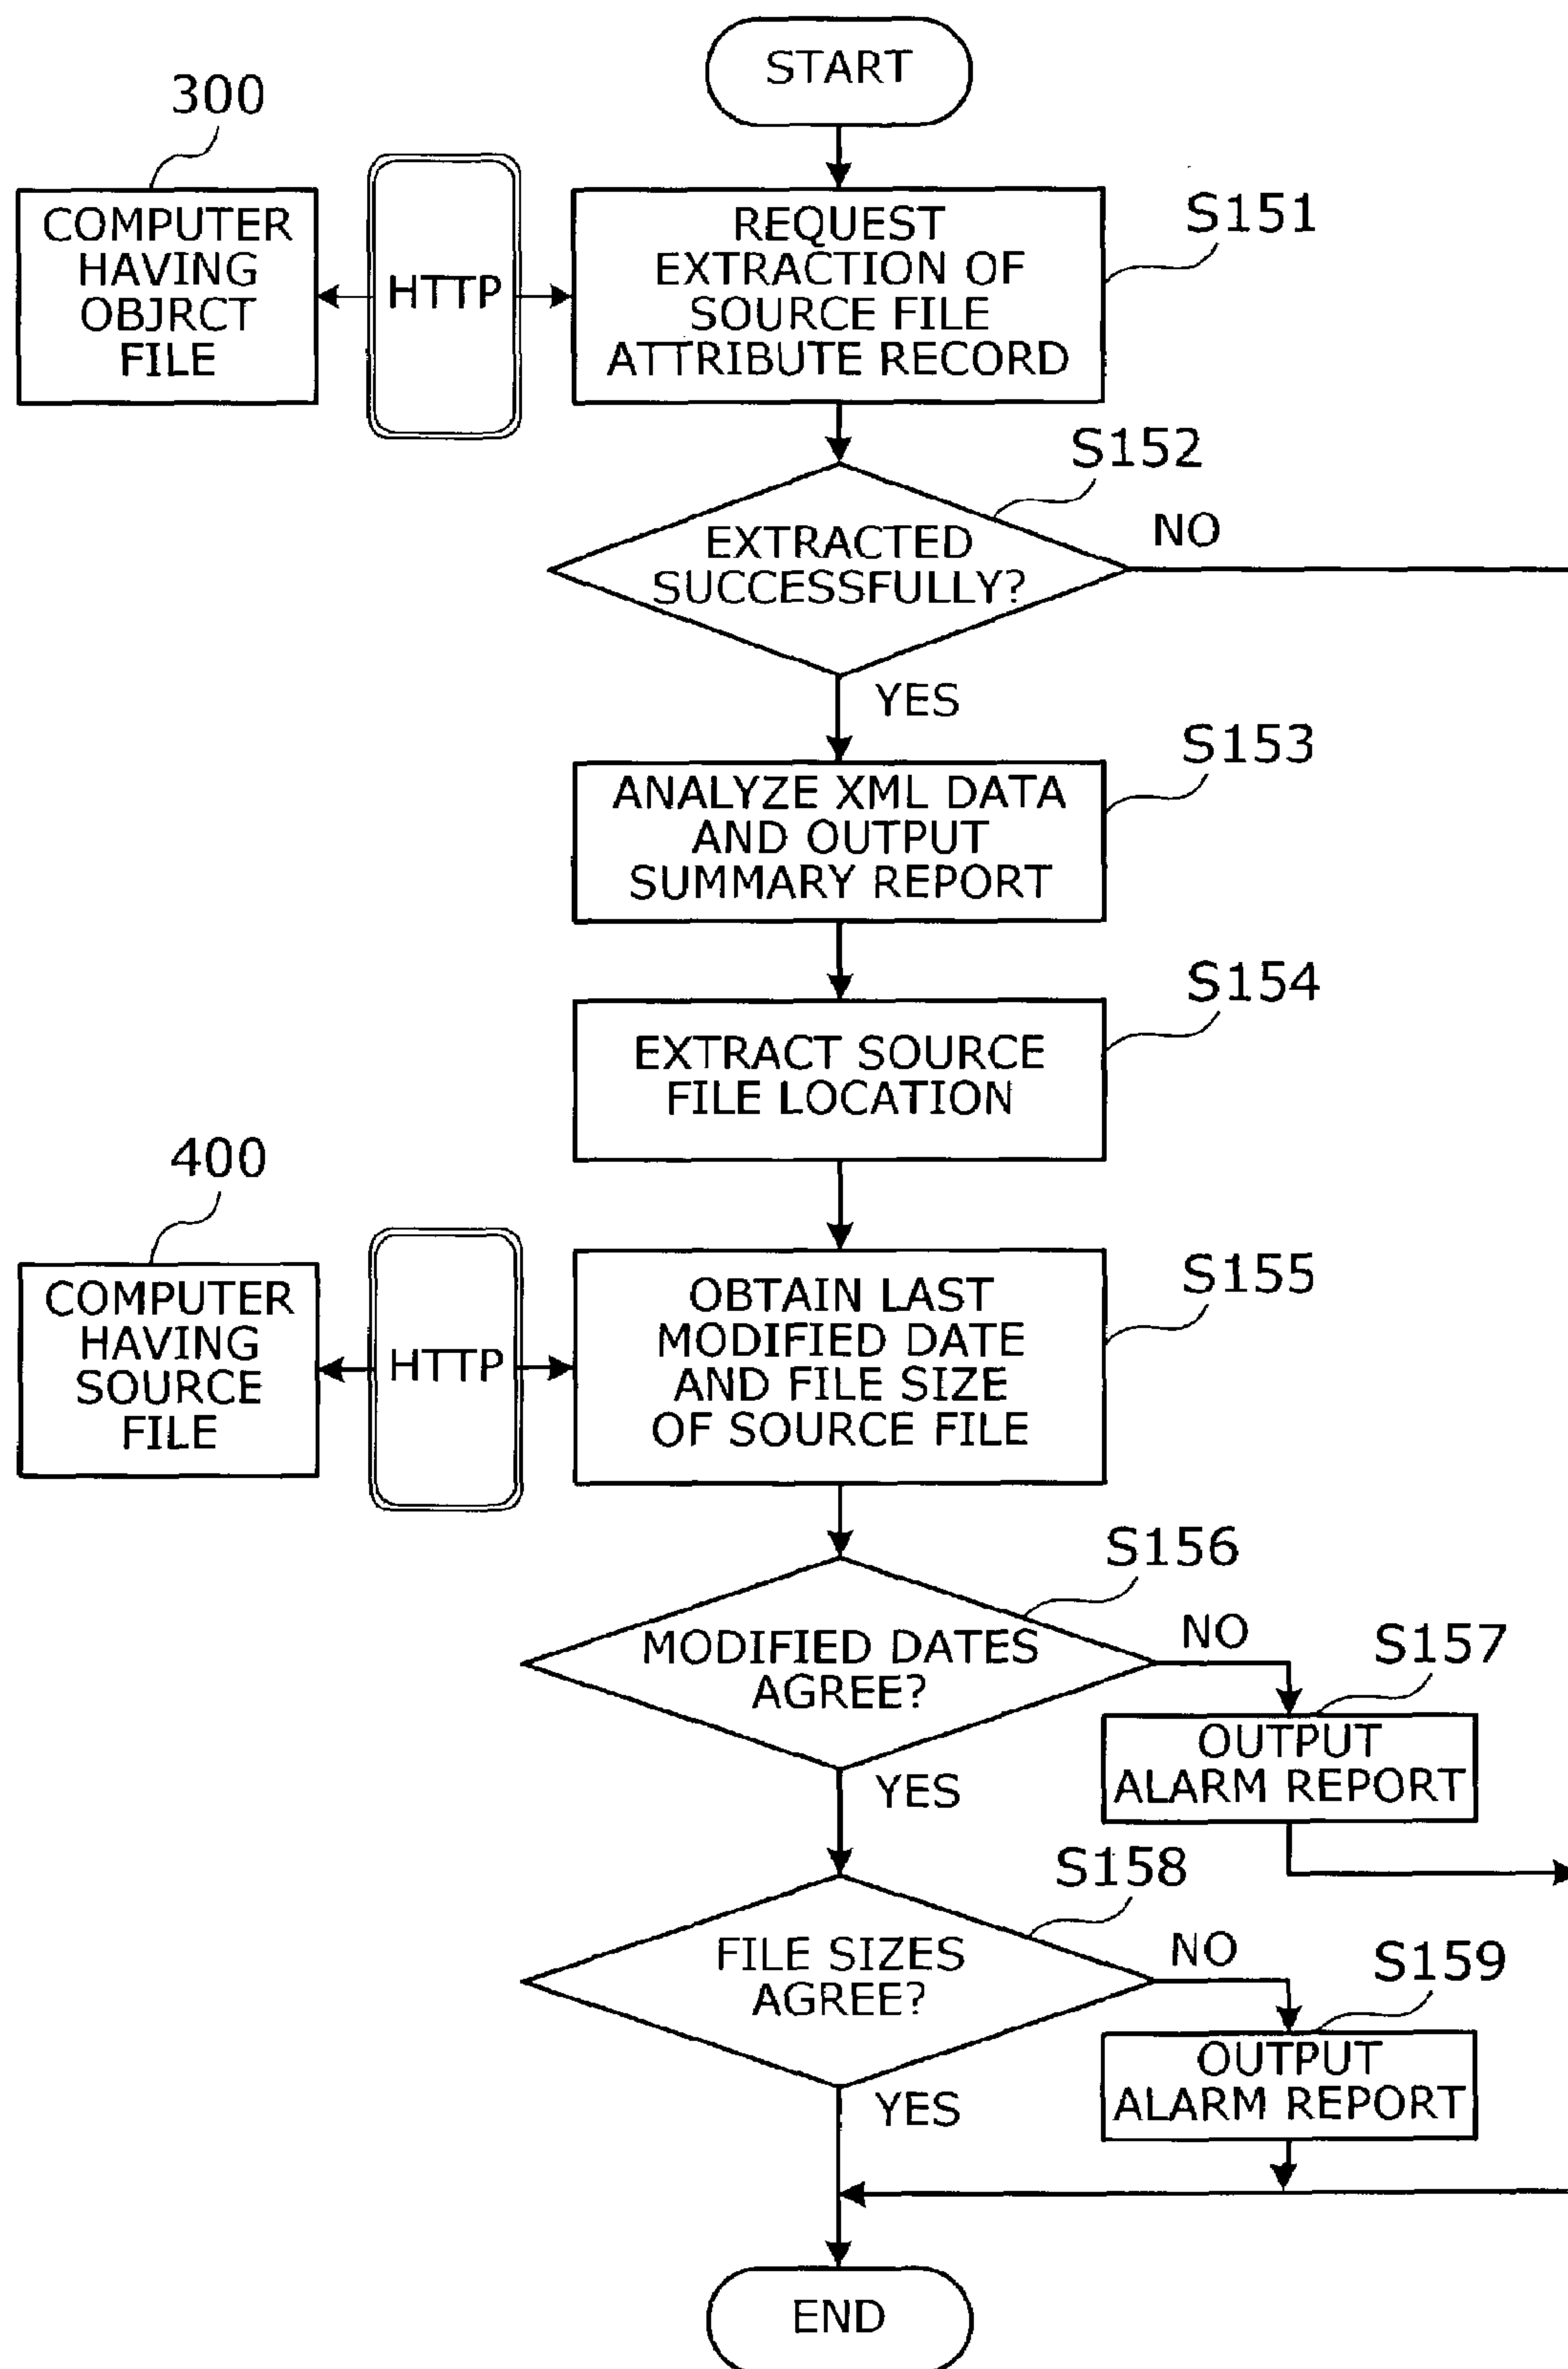 START
300
COMPUTER
HAVING
OBJRCT
FILE
HTTP
REQUEST
EXTRACTION OF
SOURCE FILE
ATTRIBUTE RECORD
S151
S152
EXTRACTED
SUCCESSFULLY?
NO
YES
S153
ANALYZE XML DATA
AND OUTPUT
SUMMARY REPORT
S154
EXTRACT SOURCE
FILE LOCATION
400
COMPUTER
HAVING
SOURCE
FILE
HTTP
OBTAIN LAST
MODIFIED DATE
AND FILE SIZE
OF SOURCE FILE
S155
S156
MODIFIED DATES
AGREE?
NO
YES
S157
OUTPUT
ALARM REPORT
S158
FILE SIZES
AGREE?
NO
YES
S159
OUTPUT
ALARM REPORT
END